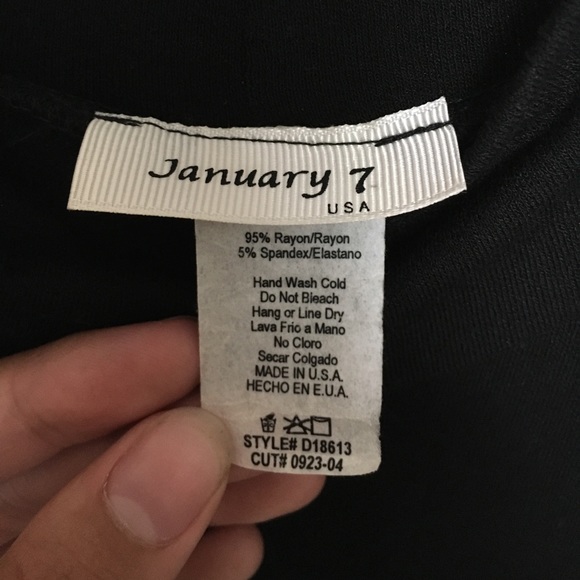 January 7
USA
95% Rayon/Rayon
5% Spandex/Elastano
Hand Wash Cold
Do Not Bleach
Hang or Line Dry
Lava Frio a Mano
No Cloro
Secar Colgado
MADE IN U.S.A.
HECHO EN E.U.A.
STYLE# D18613
CUT# 0923-04